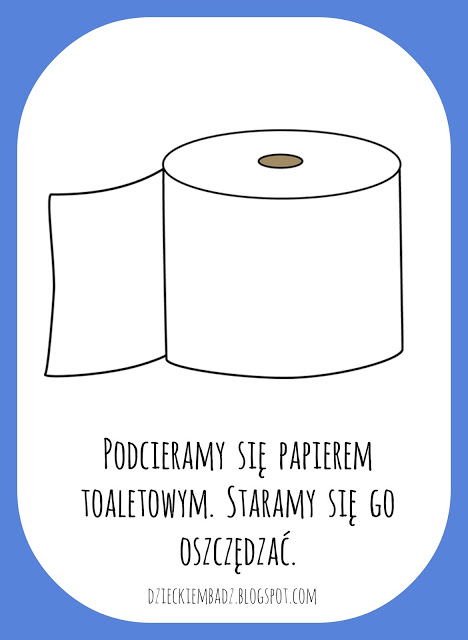 Podcieramy się papierem
toaletowym. Staramy się go
oszczędzać.
dzieckiembadz.blogspot.com